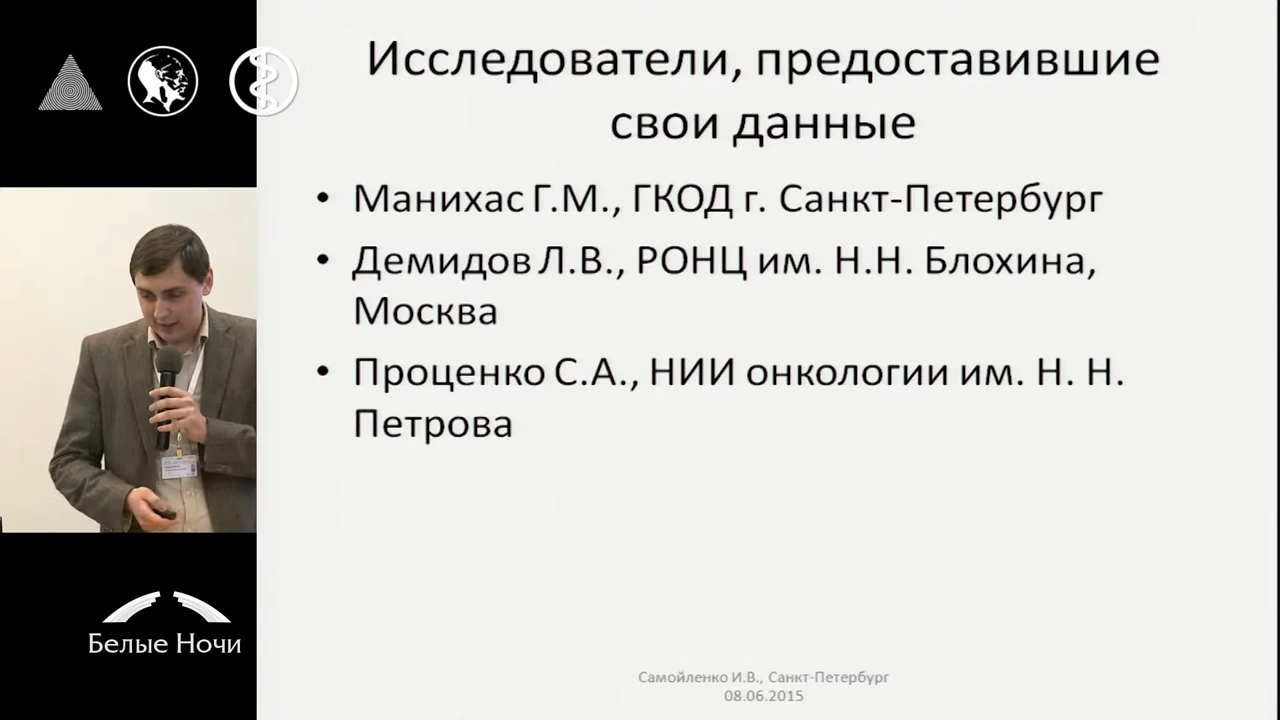 Исследователи, предоставившие
свои данные
• Манихас Г.М., ГКОД г. Санкт-Петербург
• Демидов Л.В., РОНЦ им. Н.Н. Блохина,
Москва
• Проценко С.А., НИИ онкологии им. Н. Н.
Петрова
Белые Ночи
Самойленко И.В., Санкт-Петербург
08.06.2015